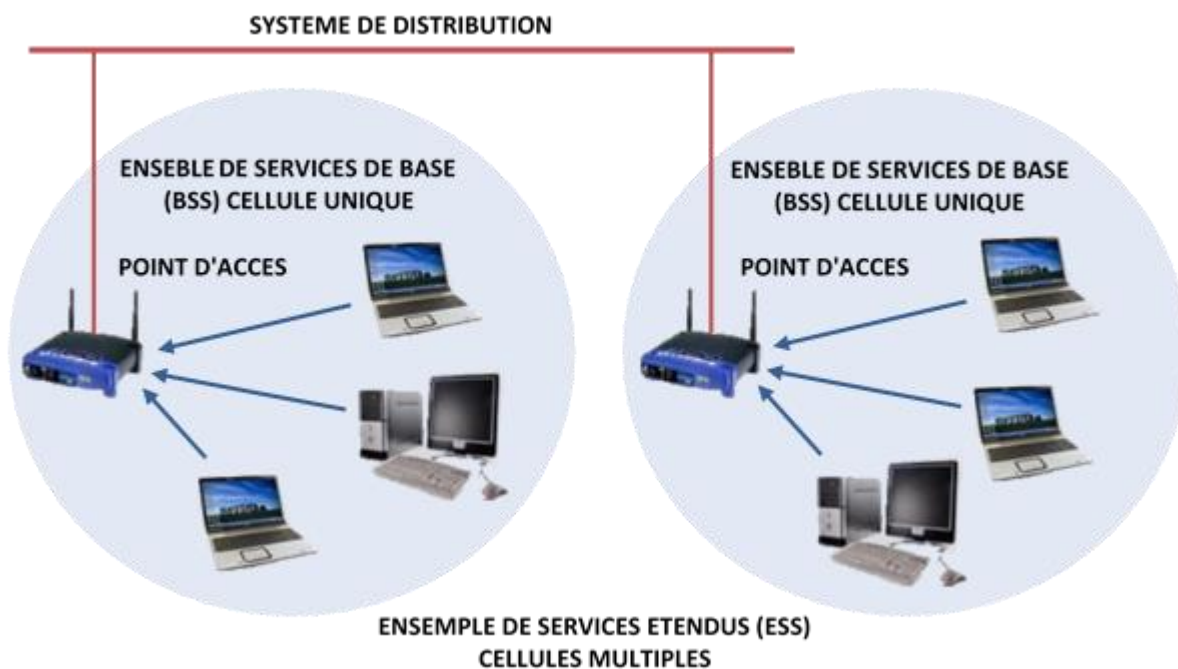 SYSTEME DE DISTRIBUTION
ENSEBLE DE SERVICES DE BASE
(BSS) CELLULE UNIQUE
POINT D'ACCES
ENSEBLE DE SERVICES DE BASE
(BSS) CELLULE UNIQUE
POINT D'ACCES
ENSEMPLE DE SERVICES ETENDUS (ESS)
CELLULES MULTIPLES